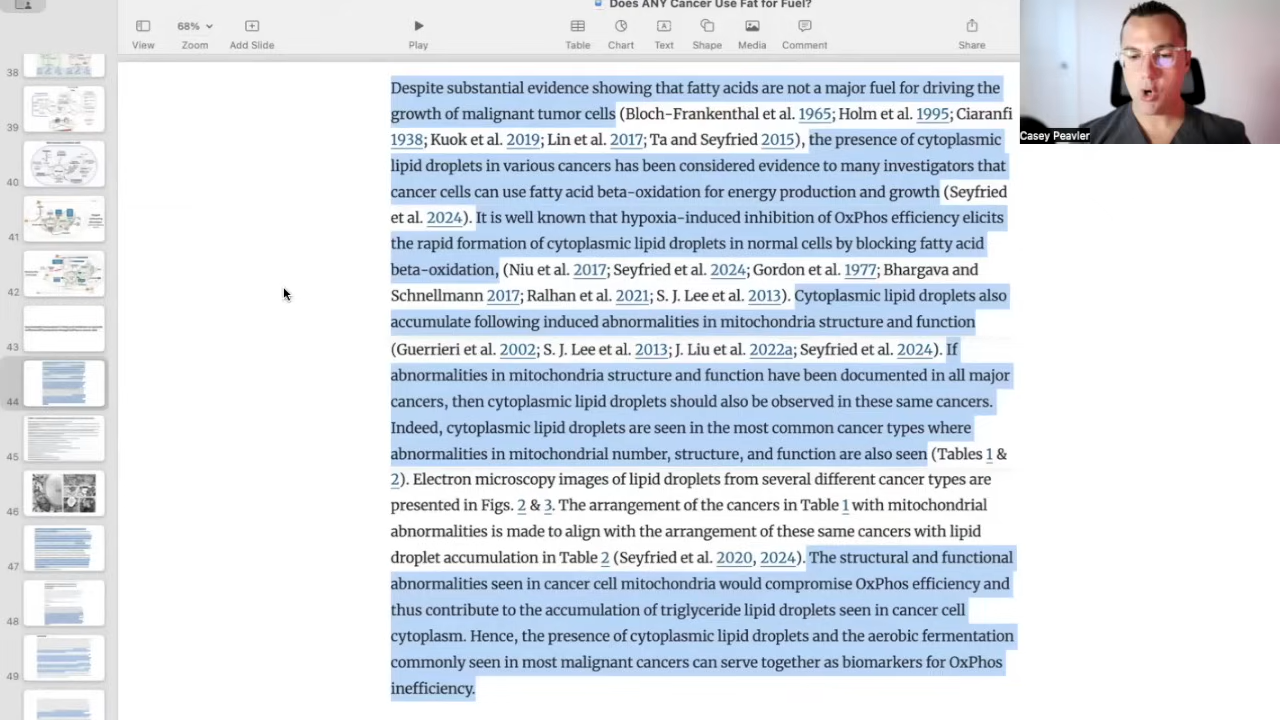 Does ANY Cancer Use Fat for Fuel?
68%
View
Zoom
Add Slide
Play
Table
Chart
Text
Shape
Media
Comment
Share
Casey Peavler
38
39
40
41
42
43
44
45
46
47
48
49
Despite substantial evidence showing that fatty acids are not a major fuel for driving the
growth of malignant tumor cells (Bloch-Frankenthal et al. 1965; Holm et al. 1995; Ciaranfi
1938; Kuok et al. 2019; Lin et al. 2017; Ta and Seyfried 2015), the presence of cytoplasmic
lipid droplets in various cancers has been considered evidence to many investigators that
cancer cells can use fatty acid beta-oxidation for energy production and growth (Seyfried
et al. 2024). It is well known that hypoxia-induced inhibition of OxPhos efficiency elicits
the rapid formation of cytoplasmic lipid droplets in normal cells by blocking fatty acid
beta-oxidation, (Niu et al. 2017; Seyfried et al. 2024; Gordon et al. 1977; Bhargava and
Schnellmann 2017; Ralhan et al. 2021; S. J. Lee et al. 2013). Cytoplasmic lipid droplets also
accumulate following induced abnormalities in mitochondria structure and function
(Guerrieri et al. 2002; S. J. Lee et al. 2013; J. Liu et al. 2022a; Seyfried et al. 2024). If
abnormalities in mitochondria structure and function have been documented in all major
cancers, then cytoplasmic lipid droplets should also be observed in these same cancers.
Indeed, cytoplasmic lipid droplets are seen in the most common cancer types where
abnormalities in mitochondrial number, structure, and function are also seen (Tables 1 &
2). Electron microscopy images of lipid droplets from several different cancer types are
presented in Figs. 2 & 3. The arrangement of the cancers in Table 1 with mitochondrial
abnormalities is made to align with the arrangement of these same cancers with lipid
droplet accumulation in Table 2 (Seyfried et al. 2020, 2024). The structural and functional
abnormalities seen in cancer cell mitochondria would compromise OxPhos efficiency and
thus contribute to the accumulation of triglyceride lipid droplets seen in cancer cell
cytoplasm. Hence, the presence of cytoplasmic lipid droplets and the aerobic fermentation
commonly seen in most malignant cancers can serve together as biomarkers for OxPhos
inefficiency.